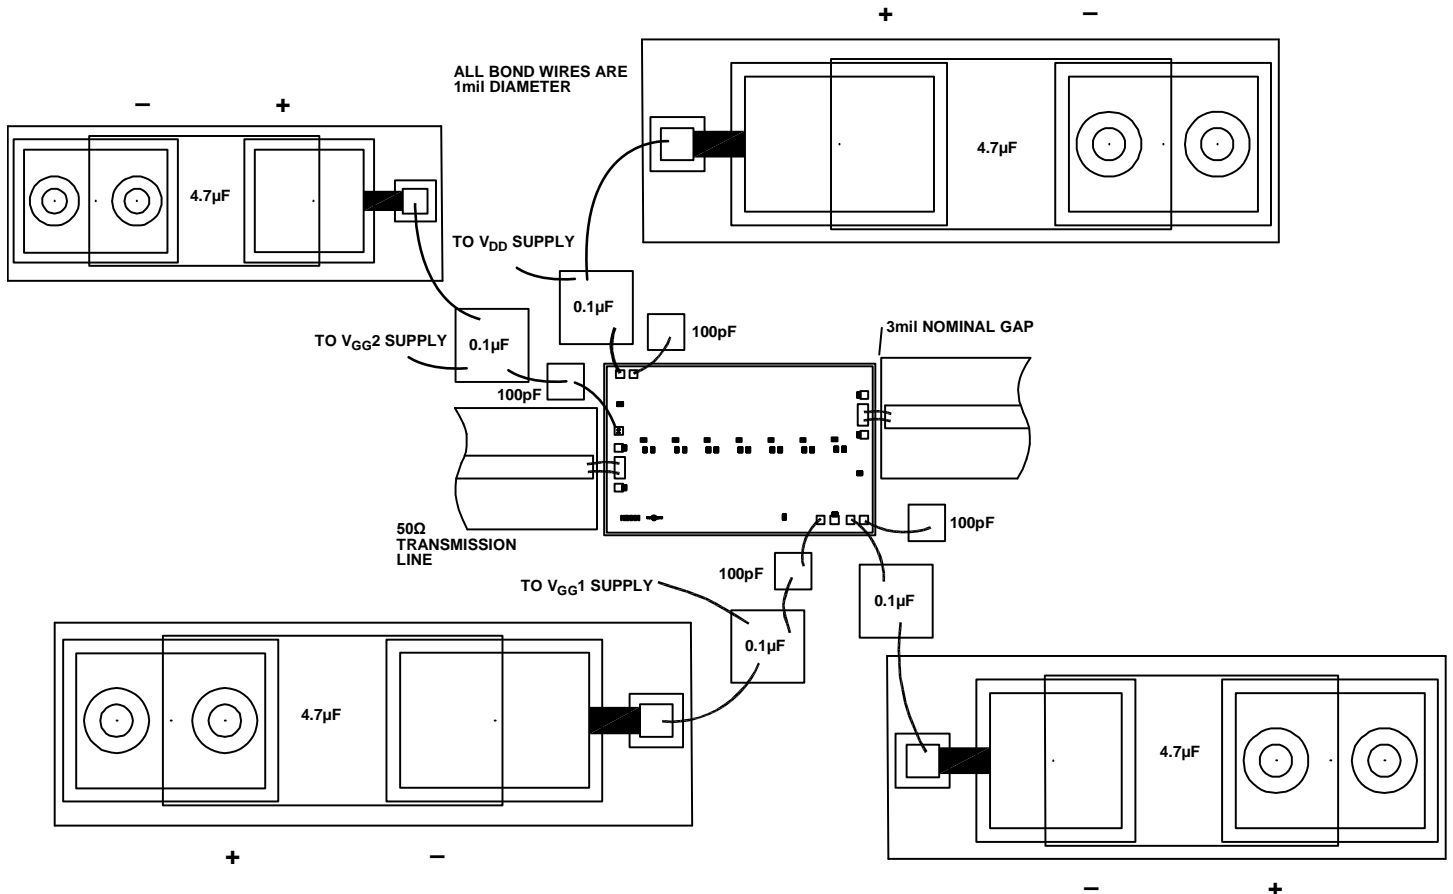 + −
ALL BOND WIRES ARE
1mil DIAMETER
− +
4.7µF
4.7µF
TO VDD SUPPLY
0.1µF
100pF
3mil NOMINAL GAP
TO VGG2 SUPPLY
0.1µF
100pF
50Ω
TRANSMISSION
LINE
100pF
100pF
TO VGG1 SUPPLY
0.1µF
0.1µF
4.7µF
4.7µF
+ −
− +